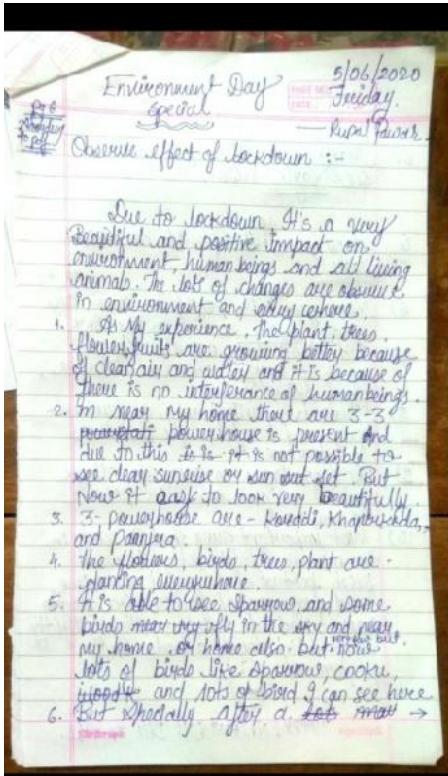 5/06/2020
Environment Day
Friday.
Special
Rupal Pawar
Observe effect of lockdown :-
Due to lockdown It's a very
Beautiful and positive impact on
environment, human beings and all living
animals. The lots of changes are observe
in environment and every where.
1. As My experience, the plant, trees,
flower, fruits are growing better because
of clean air and water and it is because of
there is no interferance of human beings.
2. In near my home there are 3-3
power house is present and
due to this it is not possible to
see clear sunrise or sun set. But
Now it to look very beautifully.
3. 3-powerhouse are - Koradi, Khaperkheda,
and
4. The flowers, birds, trees, plant are -
dancing everywhere.
5. It is able to see sparrow, and some
birds fly in the sky and near
my home or home also but now
lots of birds like sparrow, cooku,
and lots of bird I can see here
6. But Specially after a →